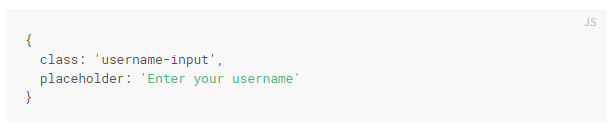 JS
{
  class: 'username-input',
  placeholder: 'Enter your username'
}